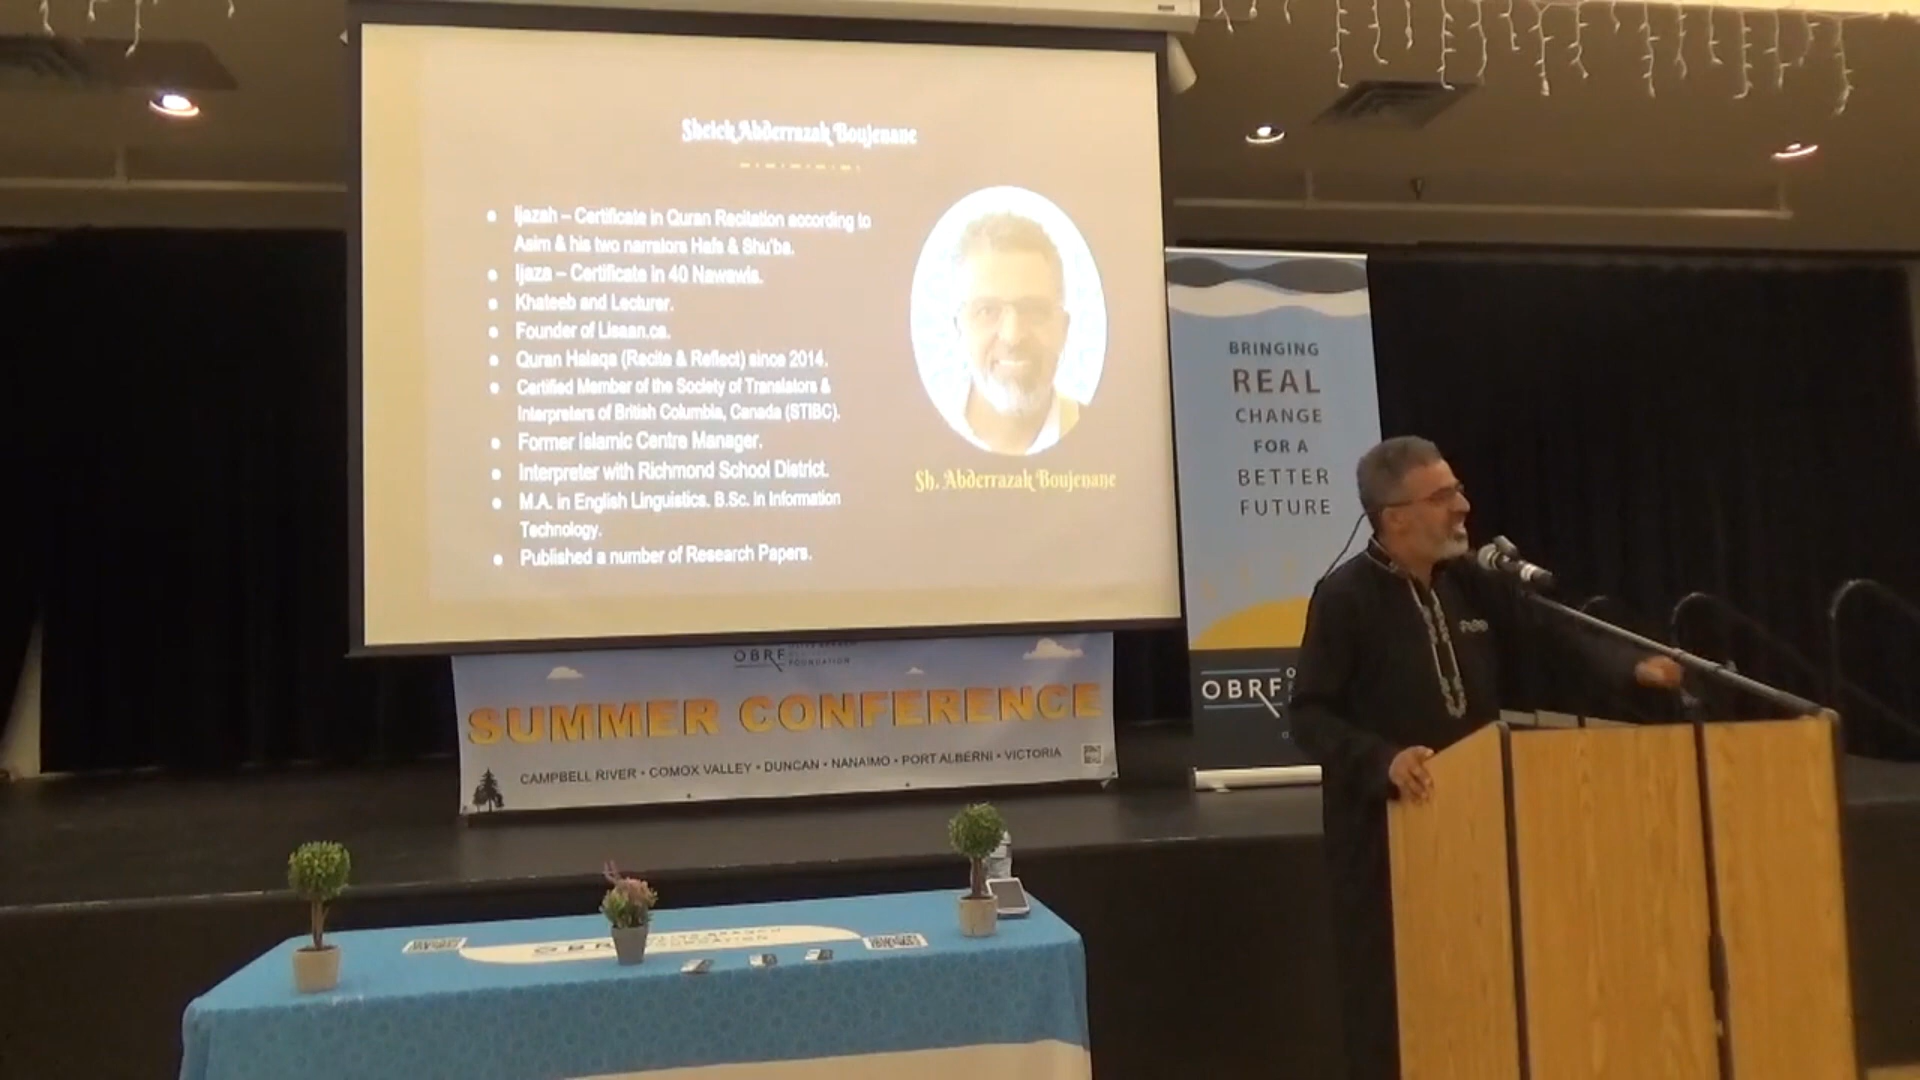 Sheick Abderrazak Boujenane
Ijazah – Certificate in Quran Recitation according to
Asim & his two narrators Hafs & Shu'ba.
Ijaza – Certificate in 40 Nawawis.
Khateeb and Lecturer.
Founder of Lisaan.ca.
Quran Halaqa (Recite & Reflect) since 2014.
Certified Member of the Society of Translators &
Interpreters of British Columbia, Canada (STIBC).
Former Islamic Centre Manager.
Interpreter with Richmond School District.
M.A. in English Linguistics. B.Sc. in Information
Technology.
Published a number of Research Papers.
Sh. Abderrazak Boujenane
BRINGING
REAL
CHANGE
FOR A
BETTER
FUTURE
OBRF
OBRF
FOUNDATION
SUMMER CONFERENCE
CAMPBELL RIVER • COMOX VALLEY • DUNCAN • NANAIMO • PORT ALBERNI • VICTORIA